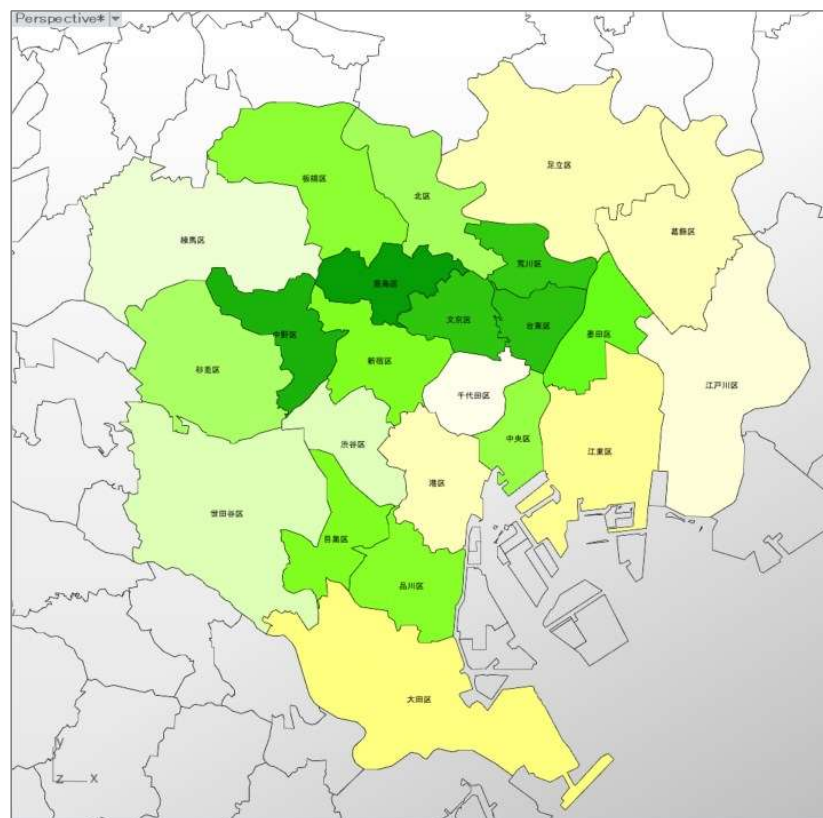 Perspective*
足立区
板橋区
北区
葛飾区
練馬区
荒川区
豊島区
文京区
台東区
墨田区
中野区
新宿区
杉並区
江戸川区
千代田区
渋谷区
中央区
江東区
港区
世田谷区
目黒区
品川区
大田区
y
z x